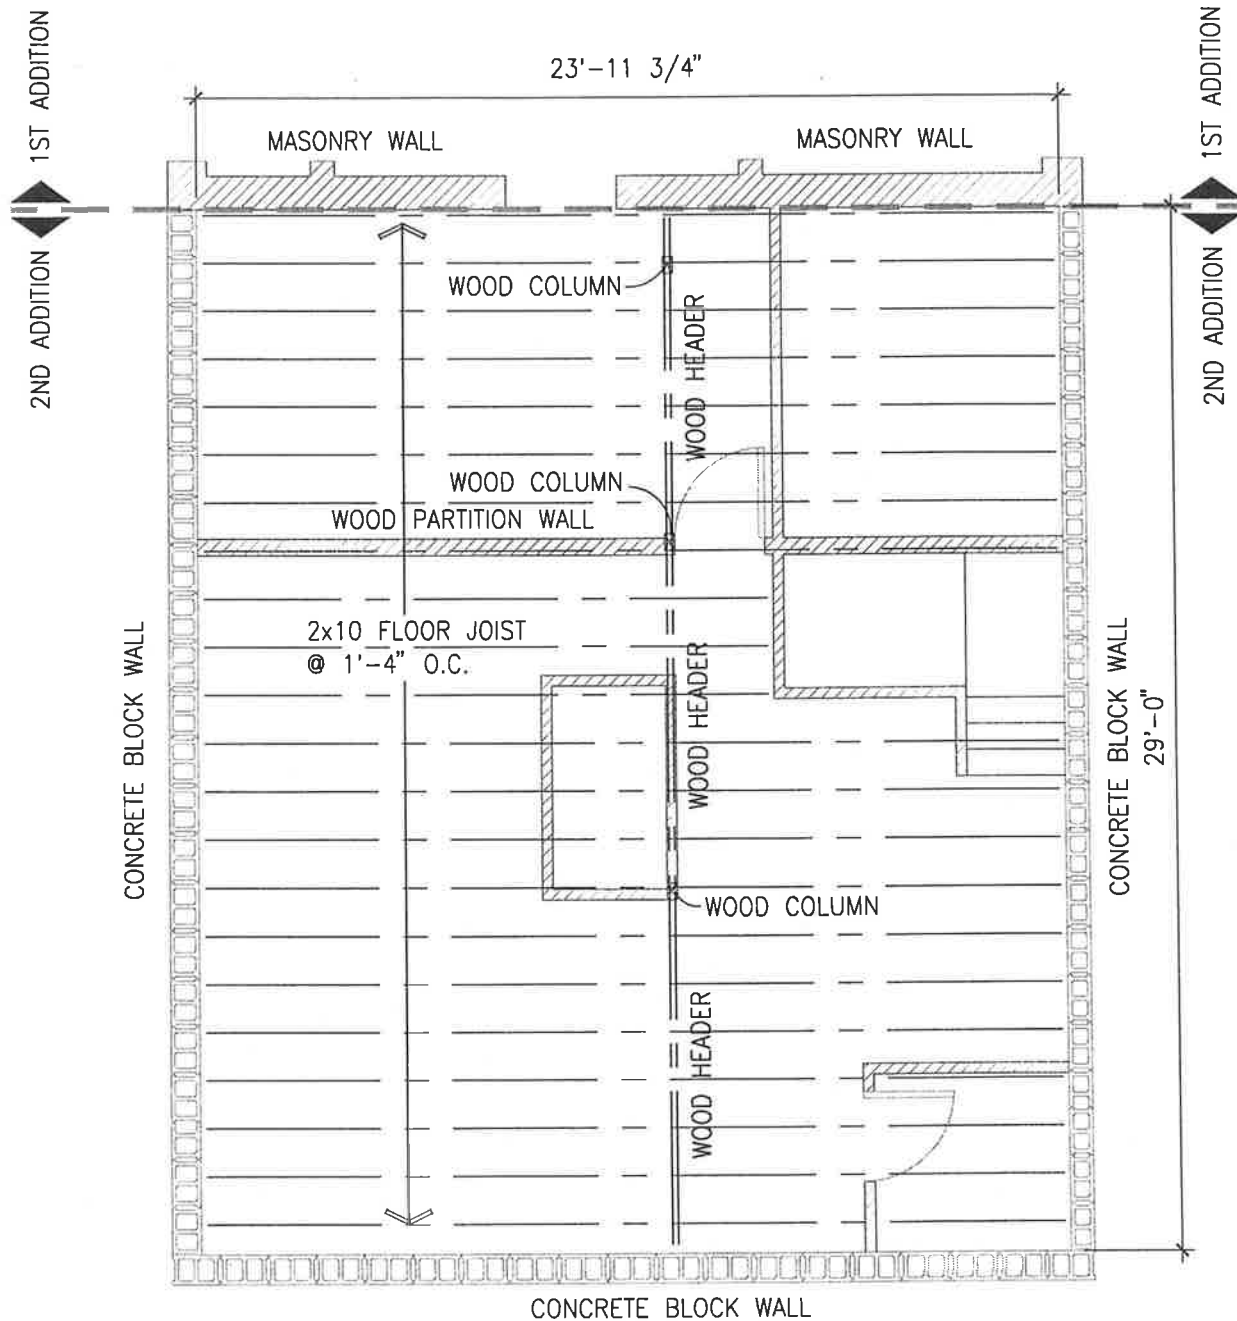 1ST ADDITION
1ST ADDITION
23'-11 3/4"
MASONRY WALL
MASONRY WALL
2ND ADDITION
2ND ADDITION
WOOD COLUMN
WOOD HEADER
WOOD COLUMN
WOOD PARTITION WALL
2x10 FLOOR JOIST
@ 1'-4" O.C.
CONCRETE BLOCK WALL
WOOD HEADER
CONCRETE BLOCK WALL
29'-0"
WOOD COLUMN
WOOD HEADER
CONCRETE BLOCK WALL